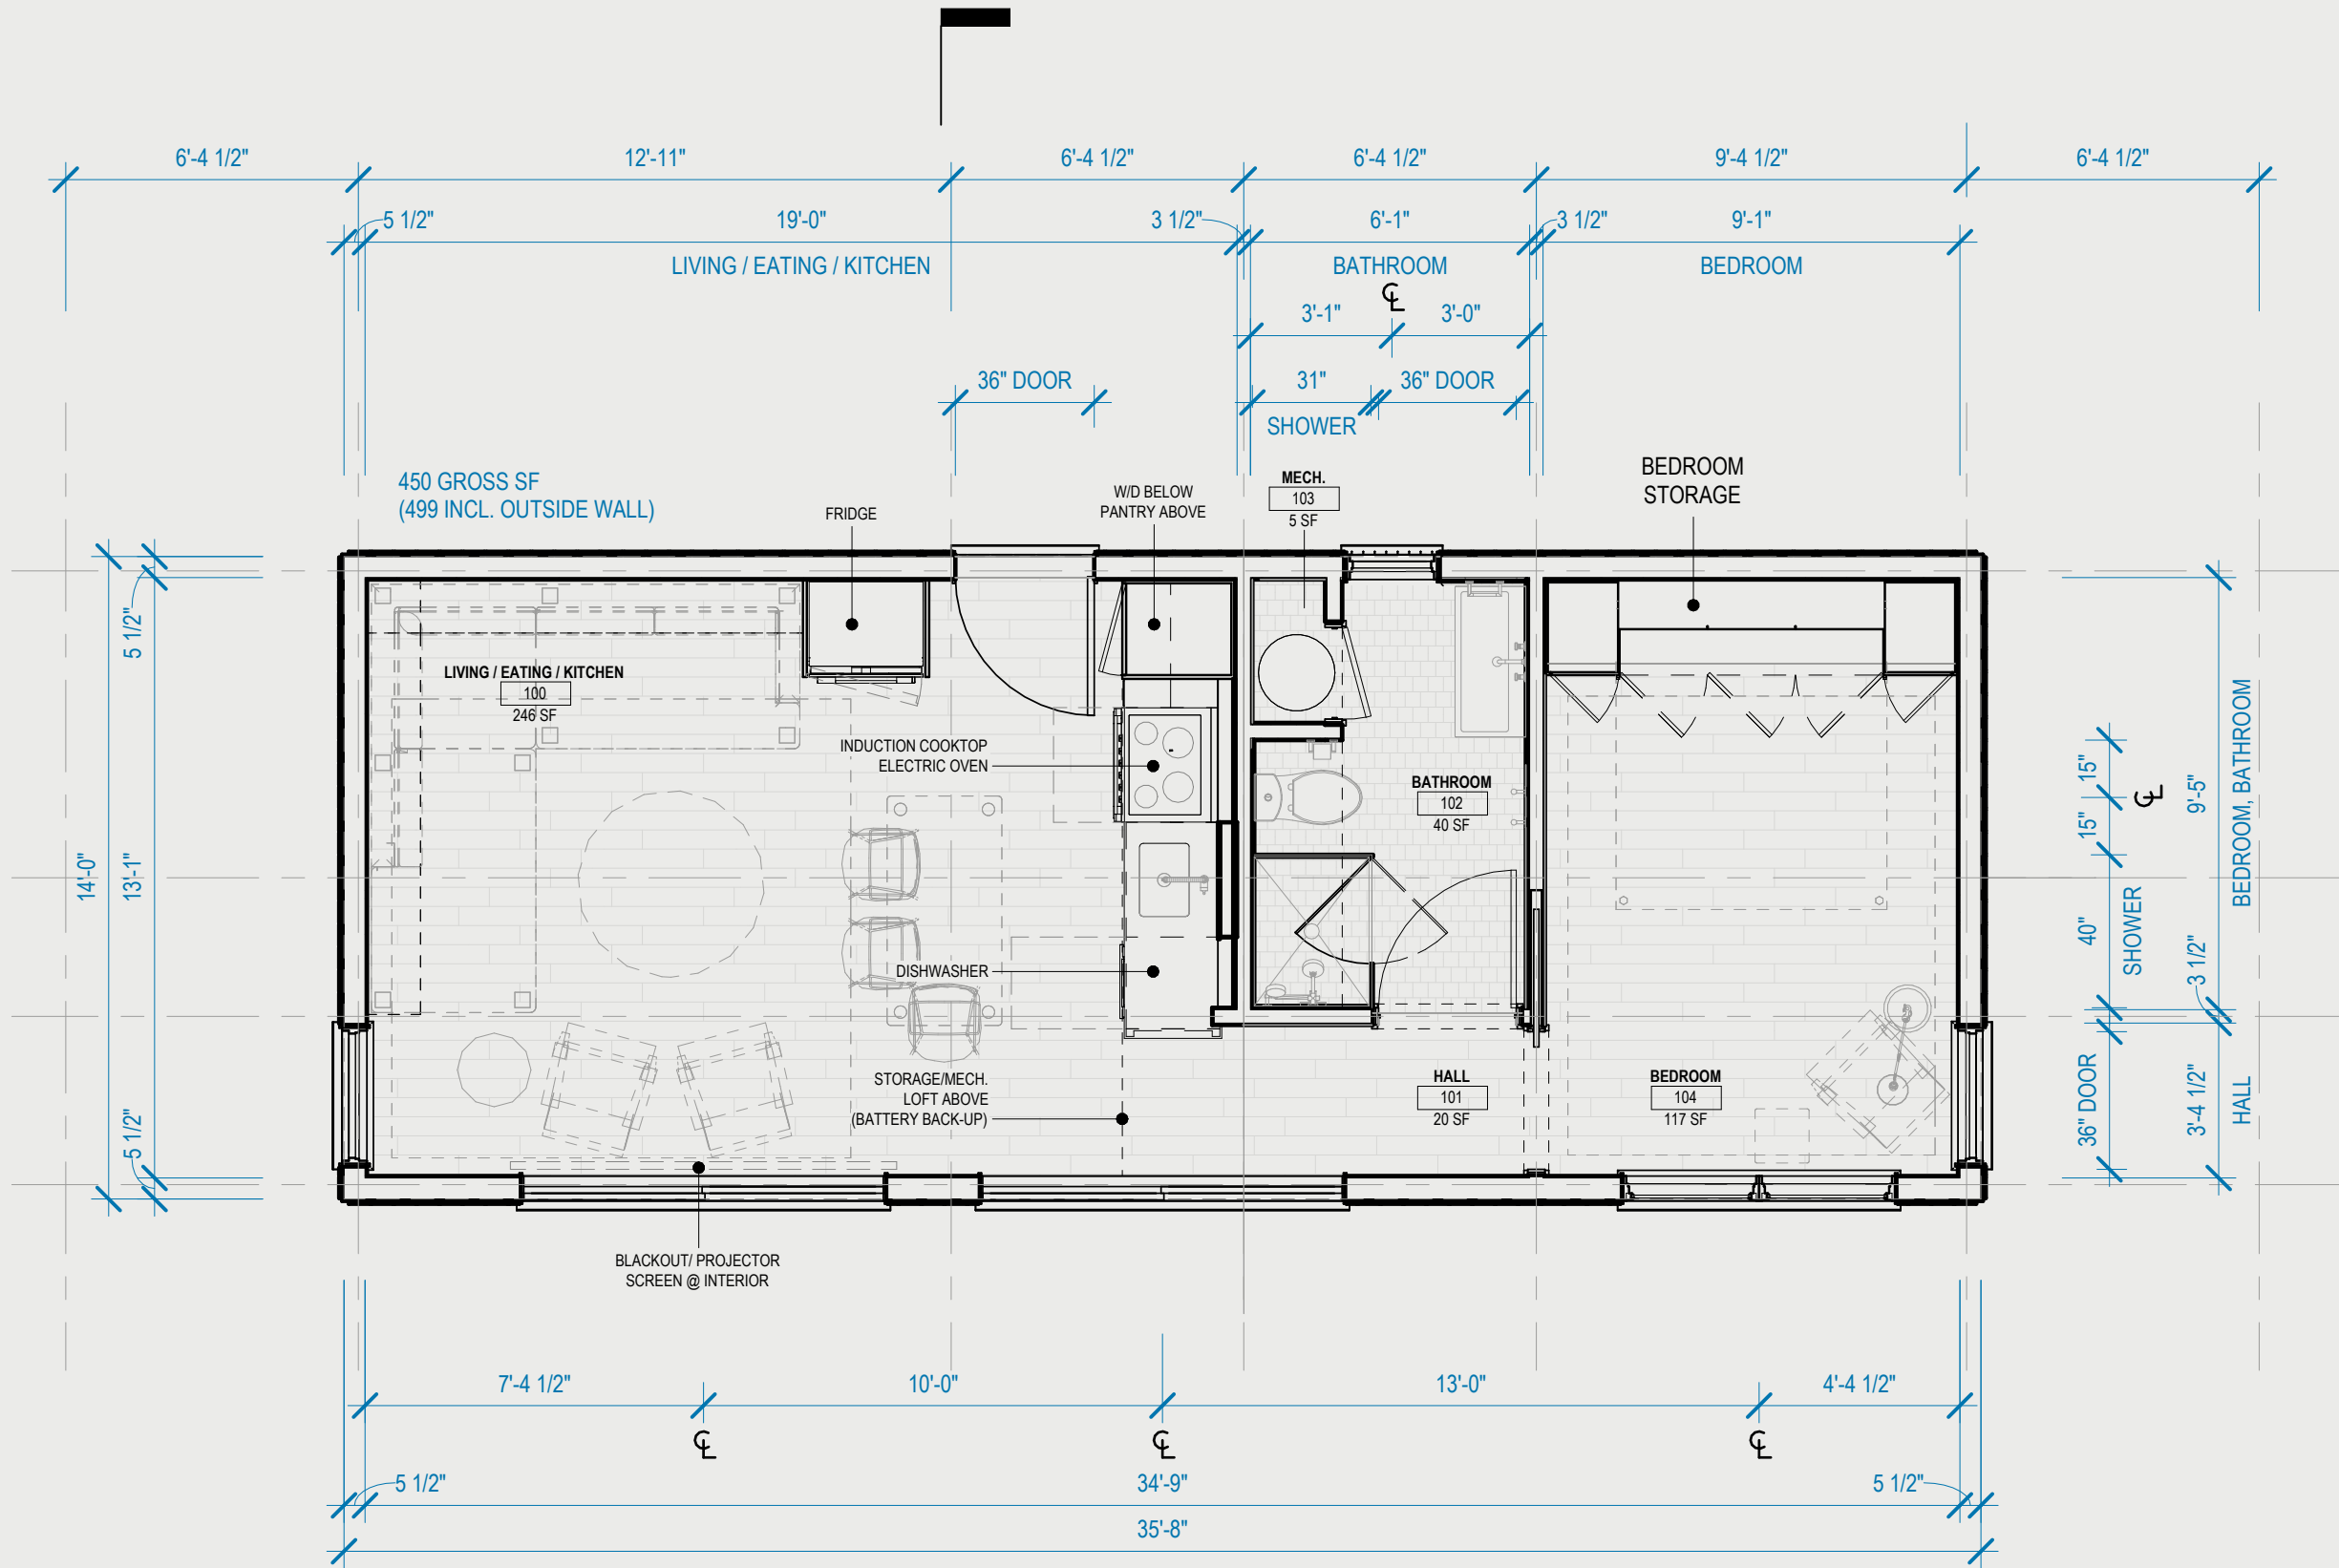 6'-4 1/2"
12'-11"
6'-4 1/2"
6'-4 1/2"
9'-4 1/2"
6'-4 1/2"
5 1/2"
19'-0"
3 1/2"
6'-1"
3 1/2"
9'-1"
LIVING / EATING / KITCHEN
BATHROOM
BEDROOM
℄
3'-1"
3'-0"
36" DOOR
31"
36" DOOR
SHOWER
450 GROSS SF
(499 INCL. OUTSIDE WALL)
FRIDGE
W/D BELOW
PANTRY ABOVE
MECH.
103
5 SF
BEDROOM
STORAGE
LIVING / EATING / KITCHEN
100
246 SF
INDUCTION COOKTOP
ELECTRIC OVEN
BATHROOM
102
40 SF
DISHWASHER
STORAGE/MECH.
LOFT ABOVE
(BATTERY BACK-UP)
HALL
101
20 SF
BEDROOM
104
117 SF
BLACKOUT/ PROJECTOR
SCREEN @ INTERIOR
14'-0"
5 1/2"
13'-1"
5 1/2"
15"
15"
℄
40"
SHOWER
36" DOOR
9'-5"
BEDROOM, BATHROOM
3 1/2"
3'-4 1/2"
HALL
7'-4 1/2"
10'-0"
13'-0"
4'-4 1/2"
℄
℄
℄
5 1/2"
34'-9"
5 1/2"
35'-8"